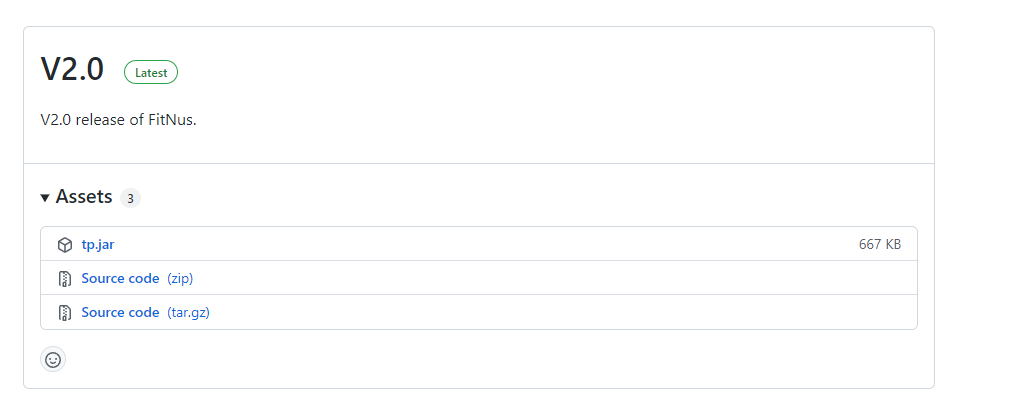 V2.0 Latest
V2.0 release of FitNus.
Assets 3
tp.jar 667 KB
Source code (zip)
Source code (tar.gz)